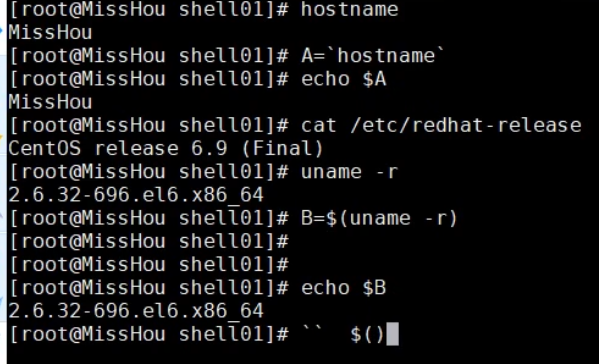 [root@MissHou shell01]# hostname
MissHou
[root@MissHou shell01]# A=`hostname`
[root@MissHou shell01]# echo $A
MissHou
[root@MissHou shell01]# cat /etc/redhat-release
CentOS release 6.9 (Final)
[root@MissHou shell01]# uname -r
2.6.32-696.el6.x86_64
[root@MissHou shell01]# B=$(uname -r)
[root@MissHou shell01]#
[root@MissHou shell01]#
[root@MissHou shell01]# echo $B
2.6.32-696.el6.x86_64
[root@MissHou shell01]# ``  $()